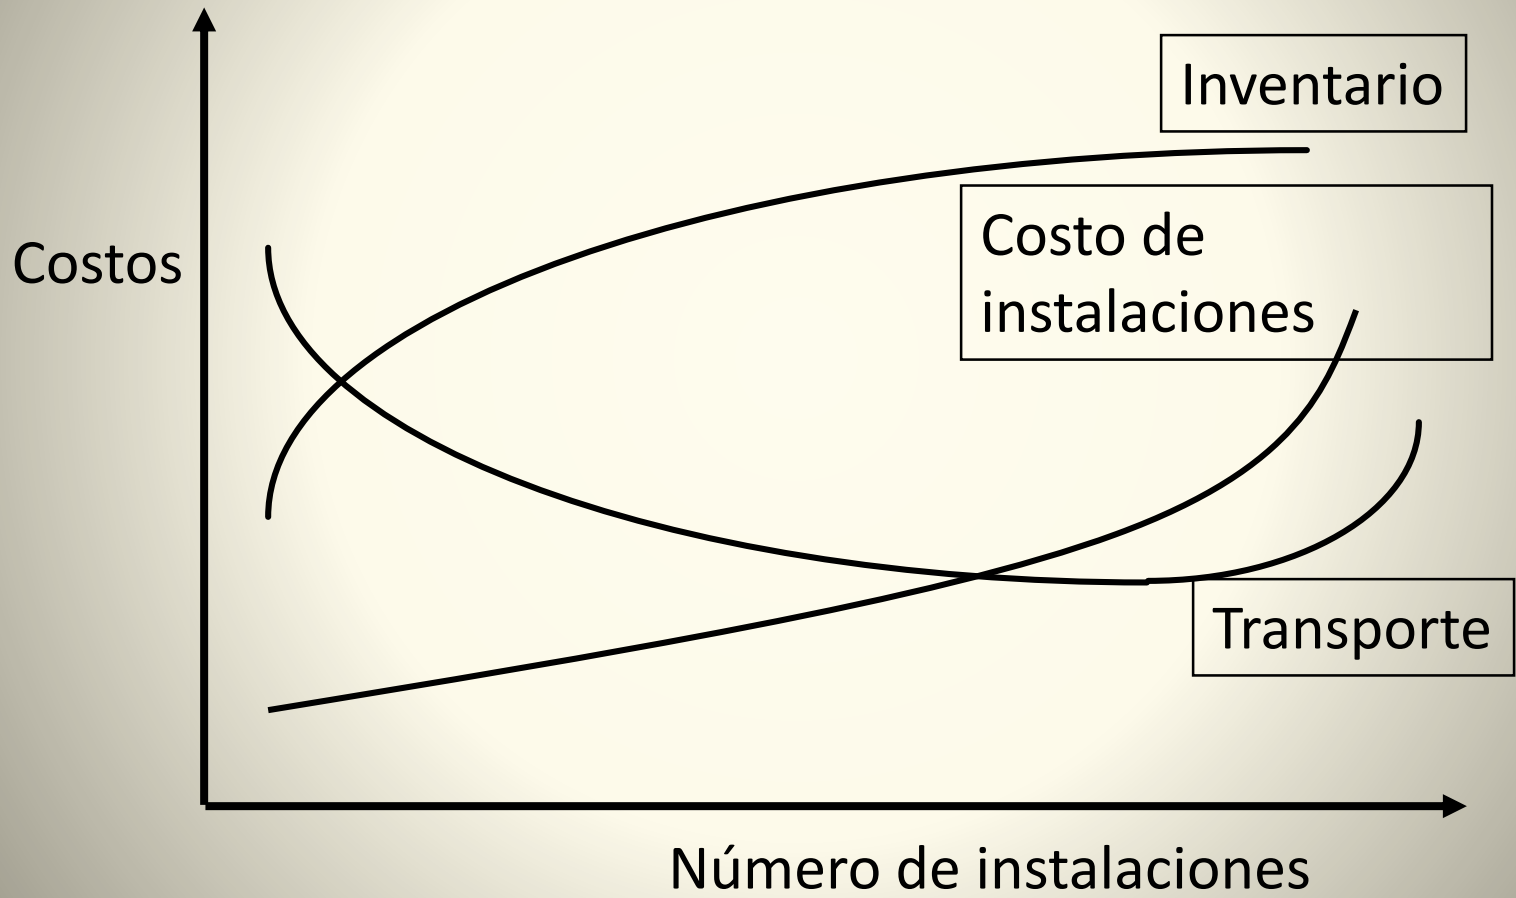 Inventario
Costo de
instalaciones
Costos
Transporte
Número de instalaciones